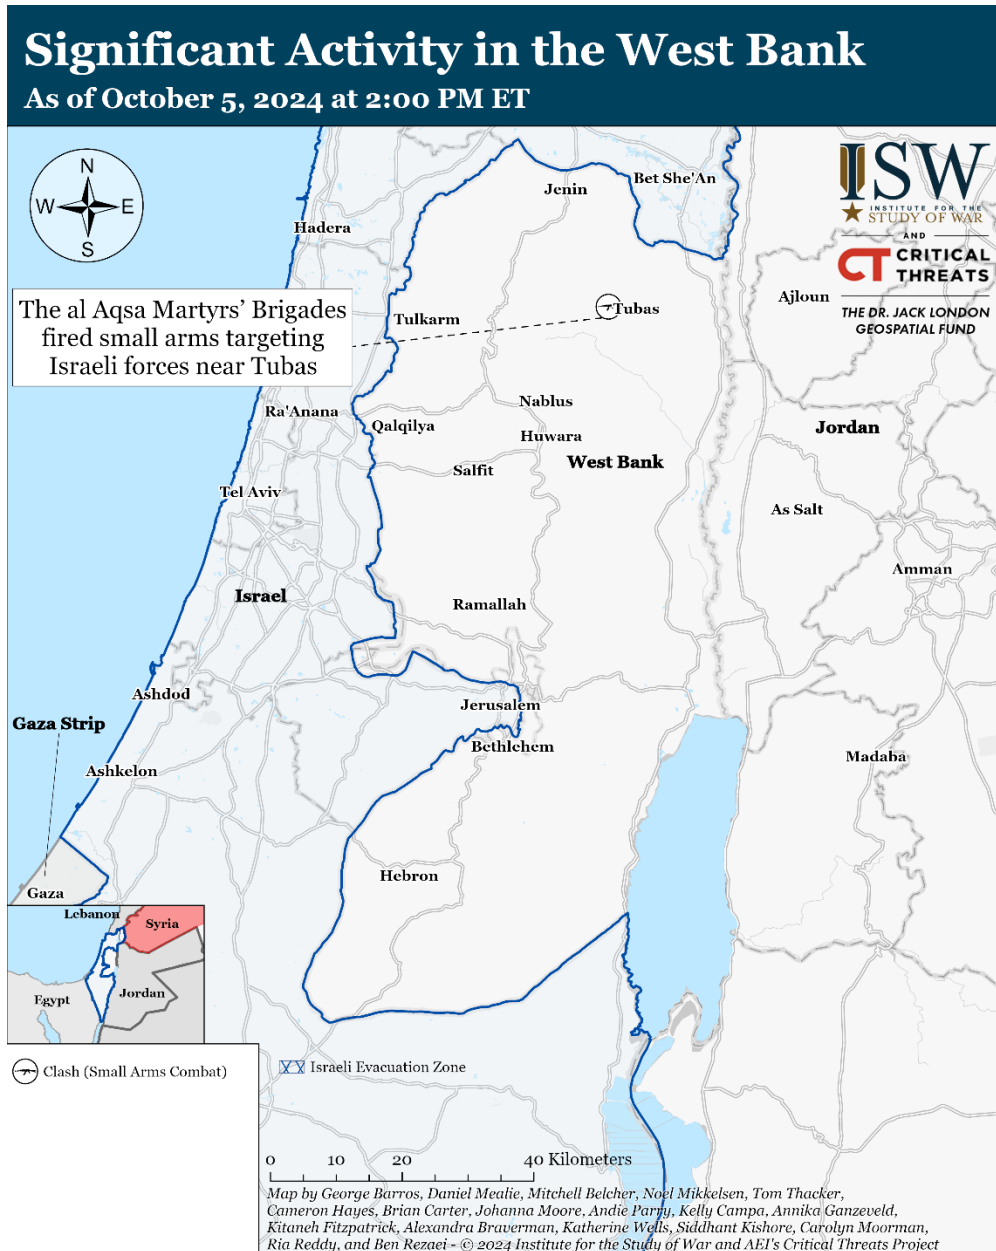 Significant Activity in the West Bank
As of October 5, 2024 at 2:00 PM ET
N
W
E
S
ISW
INSTITUTE FOR THE
STUDY OF WAR
AND
CT CRITICAL
THREATS
THE DR. JACK LONDON
GEOSPATIAL FUND
Jenin
Bet She'An
Hadera
The al Aqsa Martyrs’ Brigades
fired small arms targeting
Israeli forces near Tubas
Tulkarm
Tubas
Ajloun
Ra'Anana
Qalqilya
Nablus
Huwara
Jordan
Salfit
West Bank
Tel Aviv
As Salt
Amman
Israel
Ramallah
Ashdod
Jerusalem
Gaza Strip
Bethlehem
Ashkelon
Madaba
Hebron
Gaza
Lebanon
Syria
Egypt
Jordan
Clash (Small Arms Combat)
Israeli Evacuation Zone
0 10 20 40 Kilometers
Map by George Barros, Daniel Mealie, Mitchell Belcher, Noel Mikkelsen, Tom Thacker,
Cameron Hayes, Brian Carter, Johanna Moore, Andie Parry, Kelly Campa, Annika Ganzeveld,
Kitaneh Fitzpatrick, Alexandra Braverman, Katherine Wells, Siddhant Kishore, Carolyn Moorman,
Ria Reddy, and Ben Rezaei - © 2024 Institute for the Study of War and AEI's Critical Threats Project